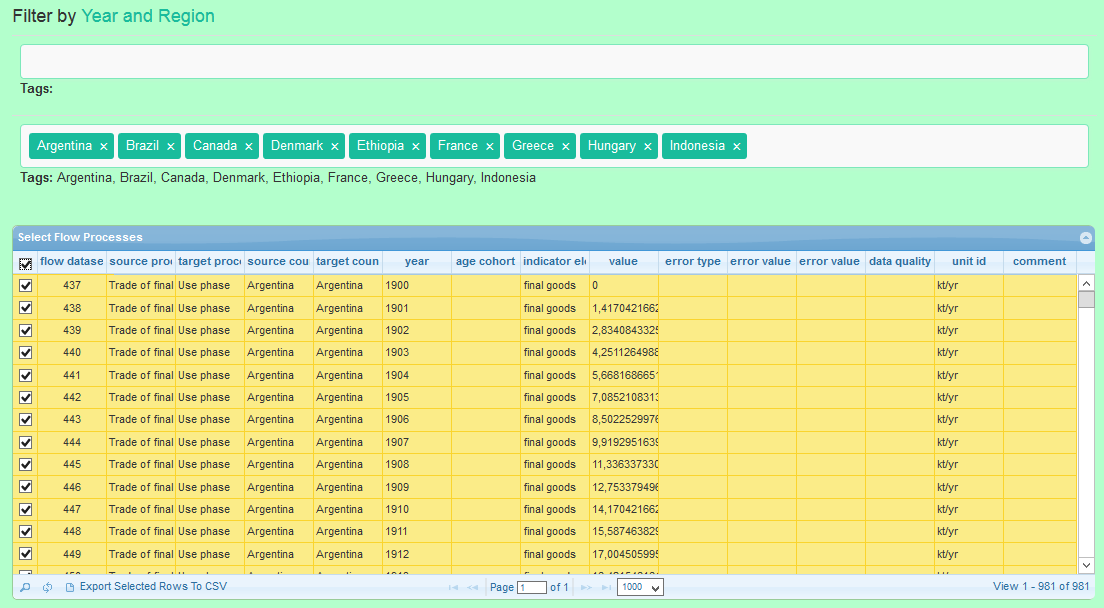 Filter by Year and Region
Tags:
Argentina × Brazil × Canada × Denmark × Ethiopia × France × Greece × Hungary × Indonesia ×
Tags: Argentina, Brazil, Canada, Denmark, Ethiopia, France, Greece, Hungary, Indonesia
Select Flow Processes
flow datase source proc target proce source cou target coun year age cohort indicator ele value error type error value error value data quality unit id comment
437 Trade of final Use phase Argentina Argentina 1900 final goods 0 kt/yr
438 Trade of final Use phase Argentina Argentina 1901 final goods 1,4170421662 kt/yr
439 Trade of final Use phase Argentina Argentina 1902 final goods 2,8340843325 kt/yr
440 Trade of final Use phase Argentina Argentina 1903 final goods 4,2511264988 kt/yr
441 Trade of final Use phase Argentina Argentina 1904 final goods 5,6681686651 kt/yr
442 Trade of final Use phase Argentina Argentina 1905 final goods 7,0852108313 kt/yr
443 Trade of final Use phase Argentina Argentina 1906 final goods 8,5022529976 kt/yr
444 Trade of final Use phase Argentina Argentina 1907 final goods 9,9192951639 kt/yr
445 Trade of final Use phase Argentina Argentina 1908 final goods 11,336337330 kt/yr
446 Trade of final Use phase Argentina Argentina 1909 final goods 12,753379496 kt/yr
447 Trade of final Use phase Argentina Argentina 1910 final goods 14,170421662 kt/yr
448 Trade of final Use phase Argentina Argentina 1911 final goods 15,587463829 kt/yr
449 Trade of final Use phase Argentina Argentina 1912 final goods 17,004505995 kt/yr
Export Selected Rows To CSV Page 1 of 1 1000 View 1 - 981 of 981